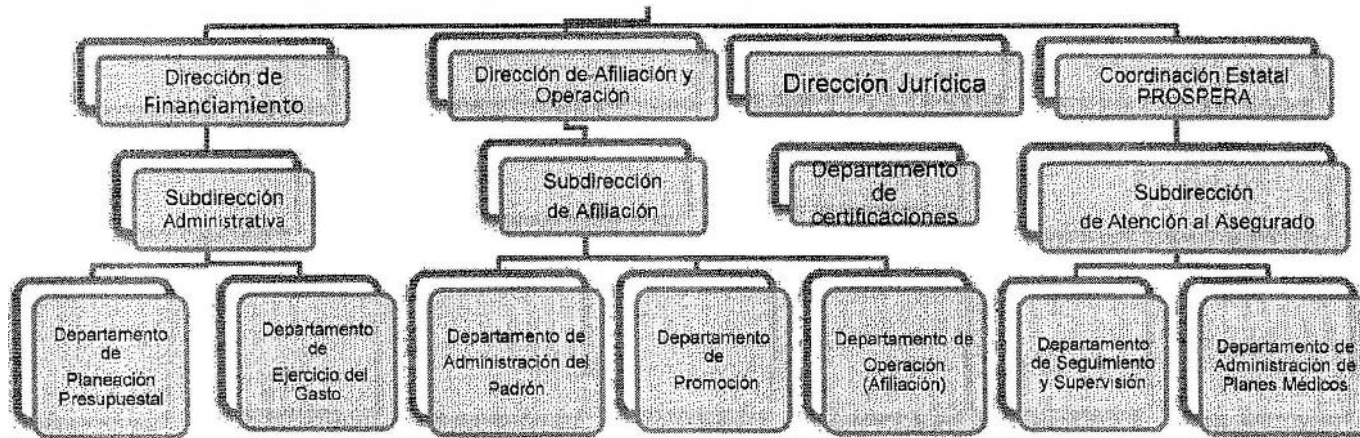 Dirección de
Financiamiento
Dirección de Afiliación y
Operación
Dirección Jurídica
Coordinación Estatal
PROSPERA
Subdirección
Administrativa
Subdirección
de Afiliación
Departamento
de
certificaciones
Subdirección
de Atención al Asegurado
Departamento
de
Planeación
Presupuestal
Departamento
de
Ejercicio del
Gasto
Departamento de
Administración del
Padrón
Departamento
de
Promoción
Departamento de
Operación
(Afiliación)
Departamento
de Seguimiento
y Supervisión
Departamento de
Administración de
Planes Médicos